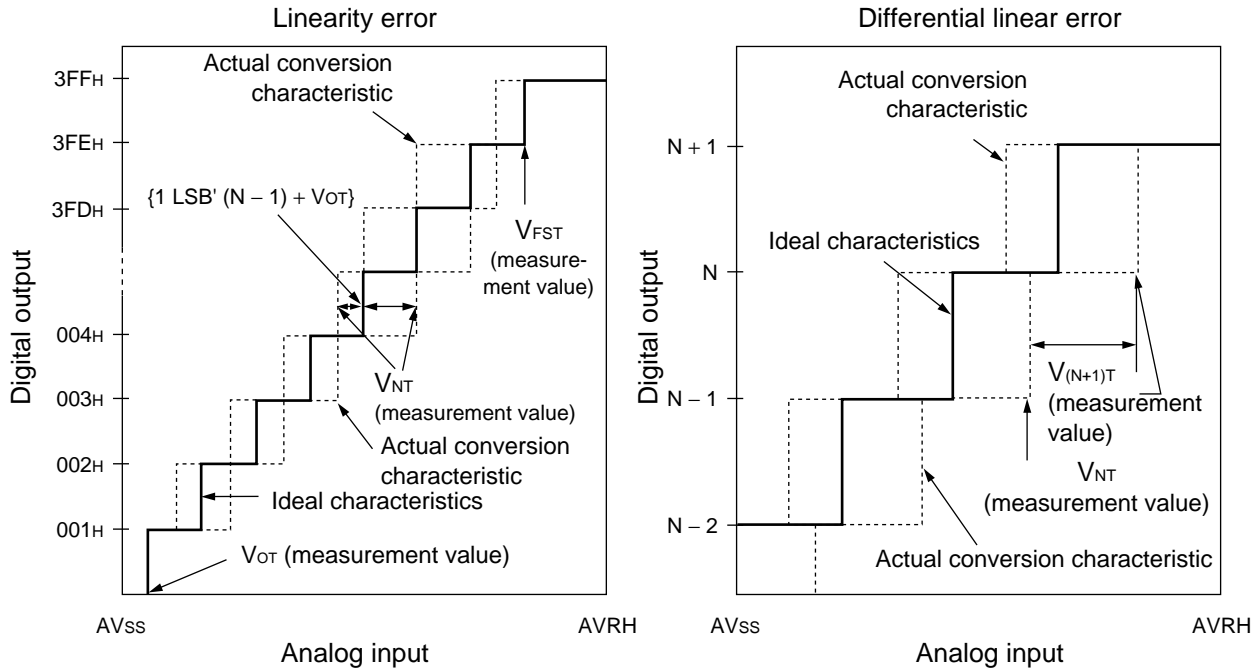 Linearity error
3FFH
3FEH
3FDH
004H
003H
002H
001H
Digital output
Actual conversion
characteristic
{1 LSB' (N − 1) + VOT}
VFST
(measure-
ment value)
VNT
(measurement value)
Actual conversion
characteristic
Ideal characteristics
VOT (measurement value)
AVSS
AVRH
Analog input
Differential linear error
N + 1
N
N − 1
N − 2
Digital output
Actual conversion
characteristic
Ideal characteristics
V(N+1)T
(measurement
value)
VNT
(measurement value)
Actual conversion characteristic
AVSS
AVRH
Analog input